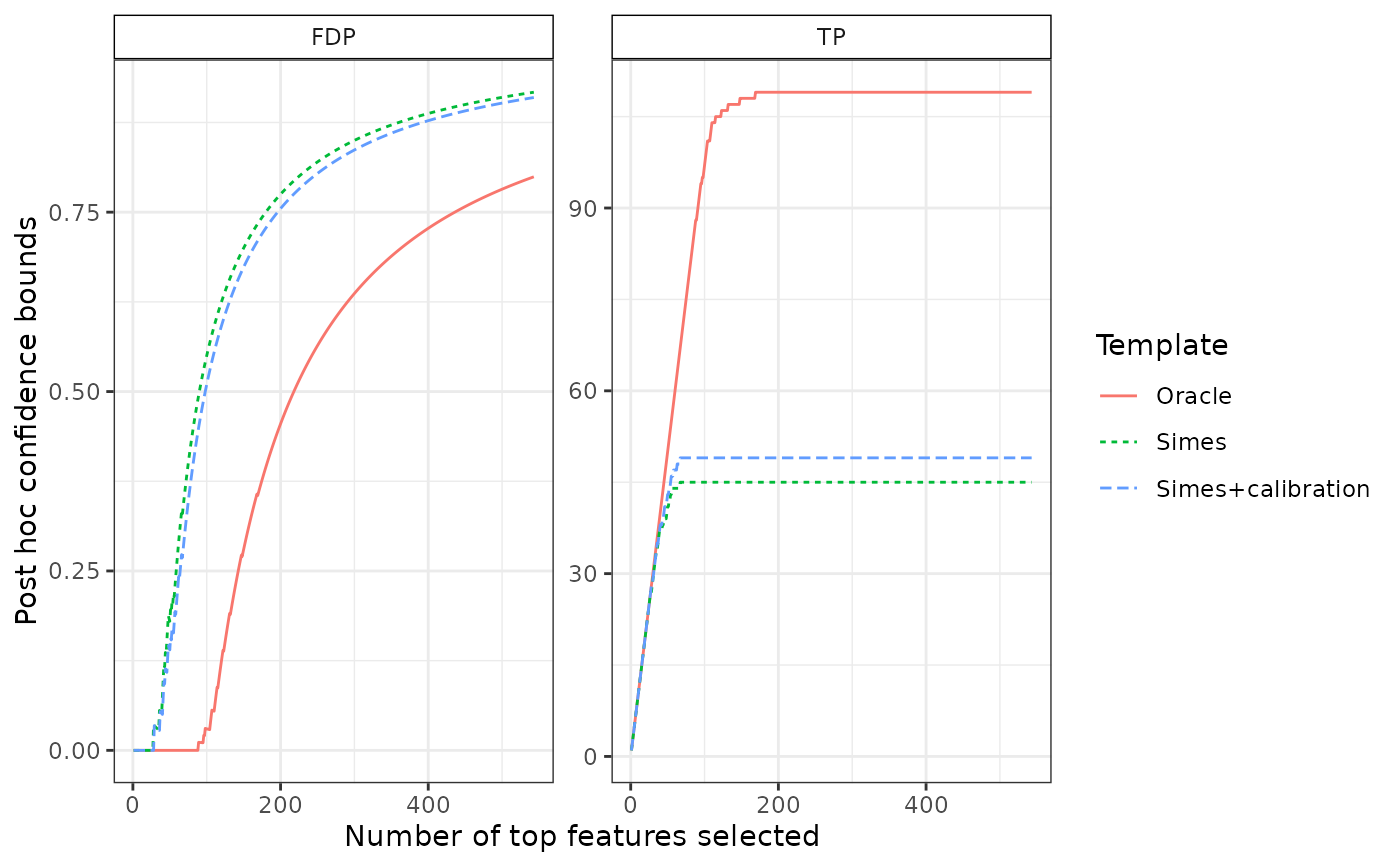 FDP
TP
Post hoc confidence bounds
0.75
0.50
0.25
0.00
90
60
30
0
0
200
400
0
200
400
Number of top features selected
Template
Oracle
Simes
Simes+calibration